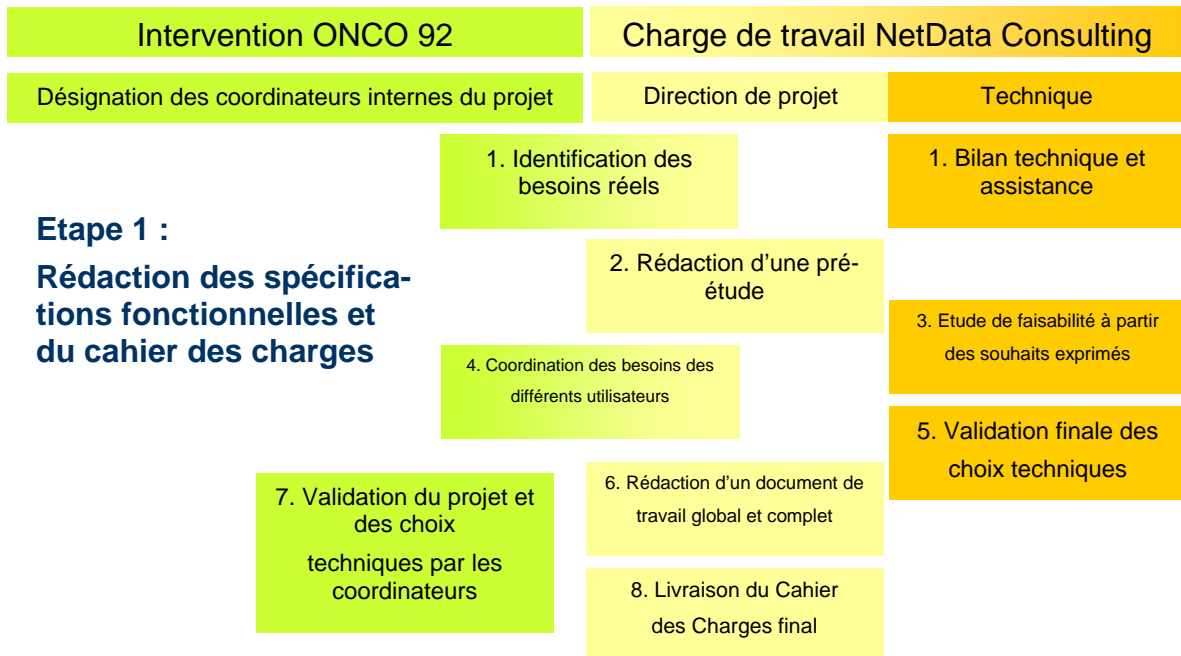 Intervention ONCO 92
Charge de travail NetData Consulting
Désignation des coordinateurs internes du projet
Direction de projet
Technique
1. Identification des
besoins réels
1. Bilan technique et
assistance
Etape 1 :
Rédaction des spécifica-
tions fonctionnelles et
du cahier des charges
2. Rédaction d’une pré-
étude
3. Etude de faisabilité à partir
des souhaits exprimés
4. Coordination des besoins des
différents utilisateurs
5. Validation finale des
choix techniques
6. Rédaction d’un document de
travail global et complet
7. Validation du projet et
des choix
techniques par les
coordinateurs
8. Livraison du Cahier
des Charges final